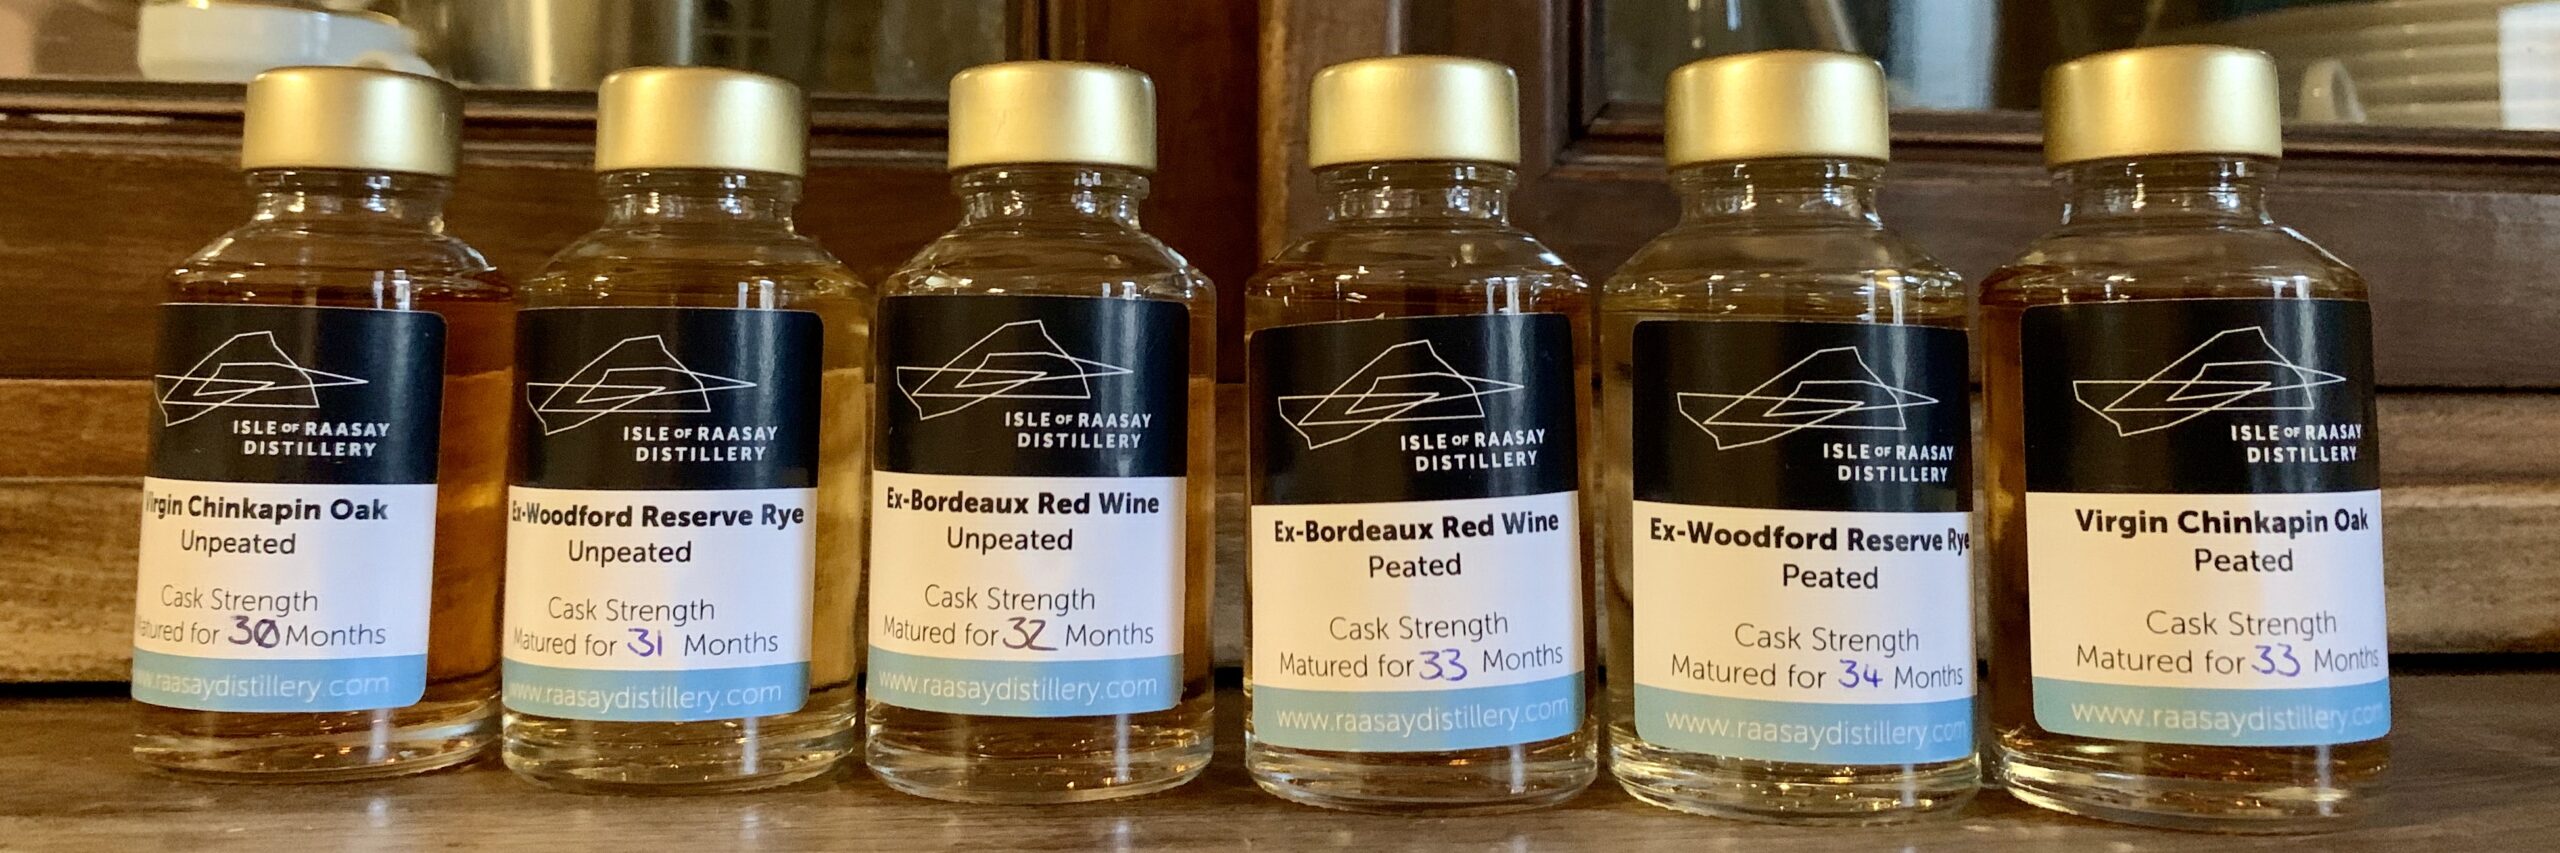 ISLE OF RAASAY
DISTILLERY
Virgin Chinkapin Oak
Unpeated
Cask Strength
Matured for 30 Months
www.raasaydistillery.com
ISLE OF RAASAY
DISTILLERY
Ex-Woodford Reserve Rye
Unpeated
Cask Strength
Matured for 31 Months
www.raasaydistillery.com
ISLE OF RAASAY
DISTILLERY
Ex-Bordeaux Red Wine
Unpeated
Cask Strength
Matured for 32 Months
www.raasaydistillery.com
ISLE OF RAASAY
DISTILLERY
Ex-Bordeaux Red Wine
Peated
Cask Strength
Matured for 33 Months
www.raasaydistillery.com
ISLE OF RAASAY
DISTILLERY
Ex-Woodford Reserve Rye
Peated
Cask Strength
Matured for 34 Months
www.raasaydistillery.com
ISLE OF RAASAY
DISTILLERY
Virgin Chinkapin Oak
Peated
Cask Strength
Matured for 33 Months
www.raasaydistillery.com